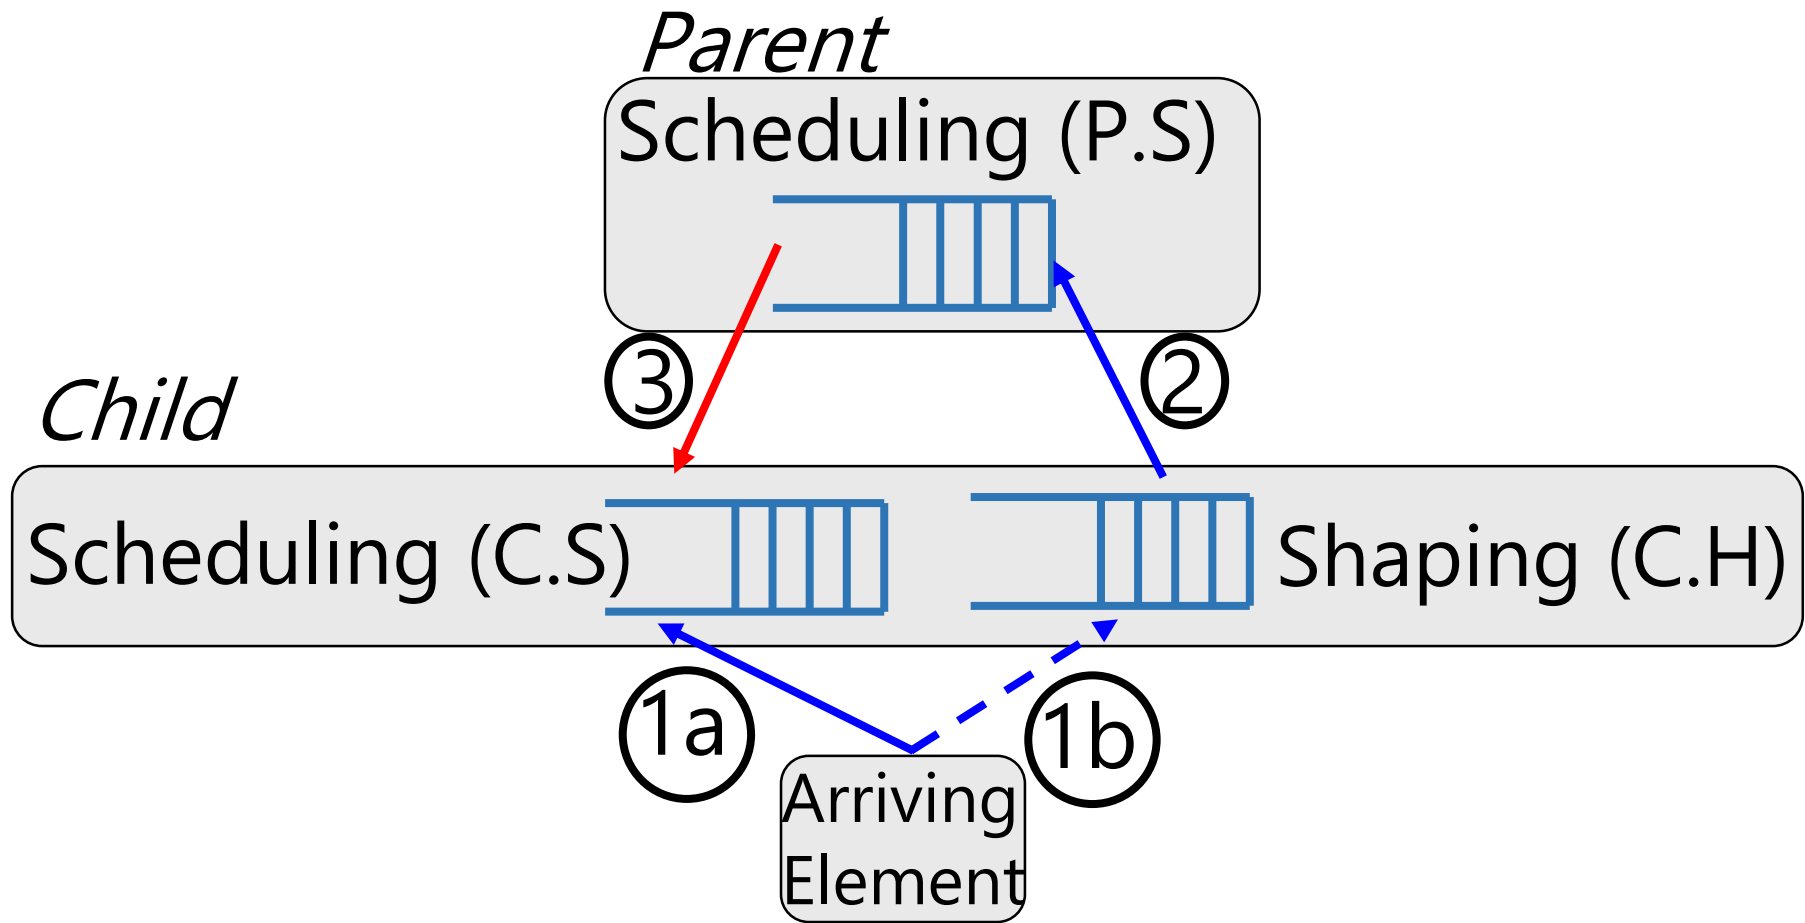 Parent
Scheduling (P.S)
3
2
Child
Scheduling (C.S)
Shaping (C.H)
1a
1b
Arriving
Element